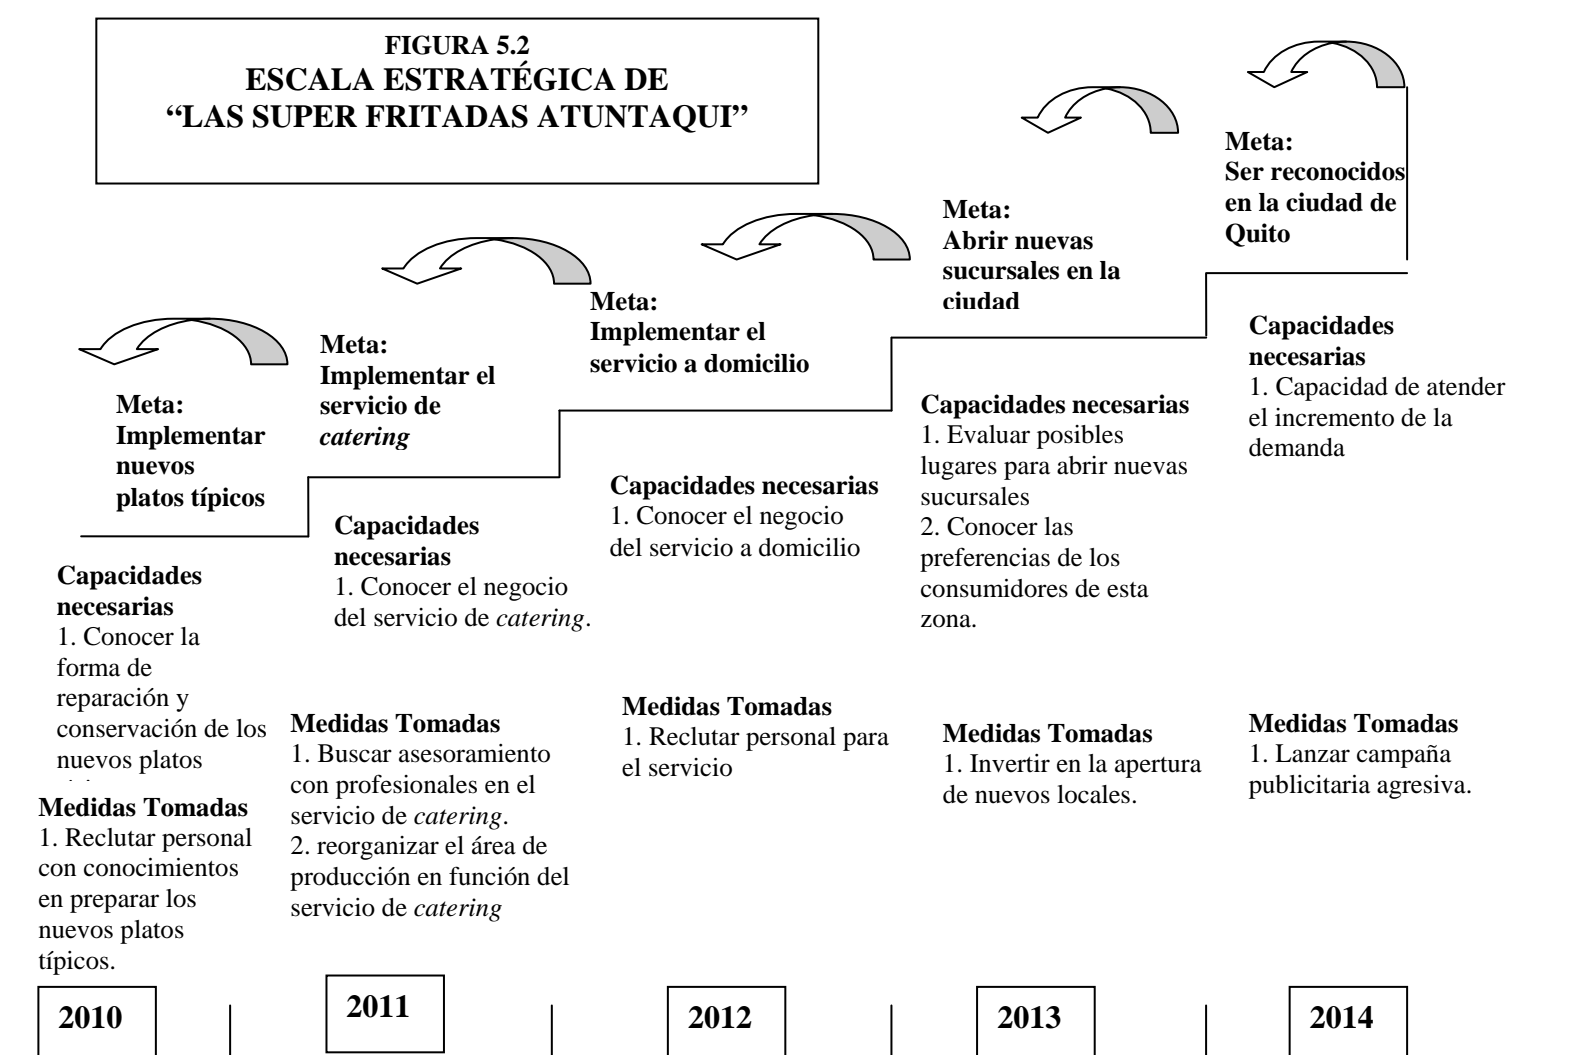 FIGURA 5.2
ESCALA ESTRATÉGICA DE
“LAS SUPER FRITADAS ATUNTAQUI”
Meta:
Implementar
nuevos
platos típicos
Capacidades
necesarias
1. Conocer la
forma de
reparación y
conservación de los
nuevos platos
Medidas Tomadas
1. Reclutar personal
con conocimientos
en preparar los
nuevos platos
típicos.
2010
Meta:
Implementar el
servicio de
catering
Capacidades
necesarias
1. Conocer el negocio
del servicio de catering.
Medidas Tomadas
1. Buscar asesoramiento
con profesionales en el
servicio de catering.
2. reorganizar el área de
producción en función del
servicio de catering
2011
Meta:
Implementar el
servicio a domicilio
Capacidades necesarias
1. Conocer el negocio
del servicio a domicilio
Medidas Tomadas
1. Reclutar personal para
el servicio
2012
Meta:
Abrir nuevas
sucursales en la
ciudad
Capacidades necesarias
1. Evaluar posibles
lugares para abrir nuevas
sucursales
2. Conocer las
preferencias de los
consumidores de esta
zona.
Medidas Tomadas
1. Invertir en la apertura
de nuevos locales.
2013
Meta:
Ser reconocidos
en la ciudad de
Quito
Capacidades
necesarias
1. Capacidad de atender
el incremento de la
demanda
Medidas Tomadas
1. Lanzar campaña
publicitaria agresiva.
2014